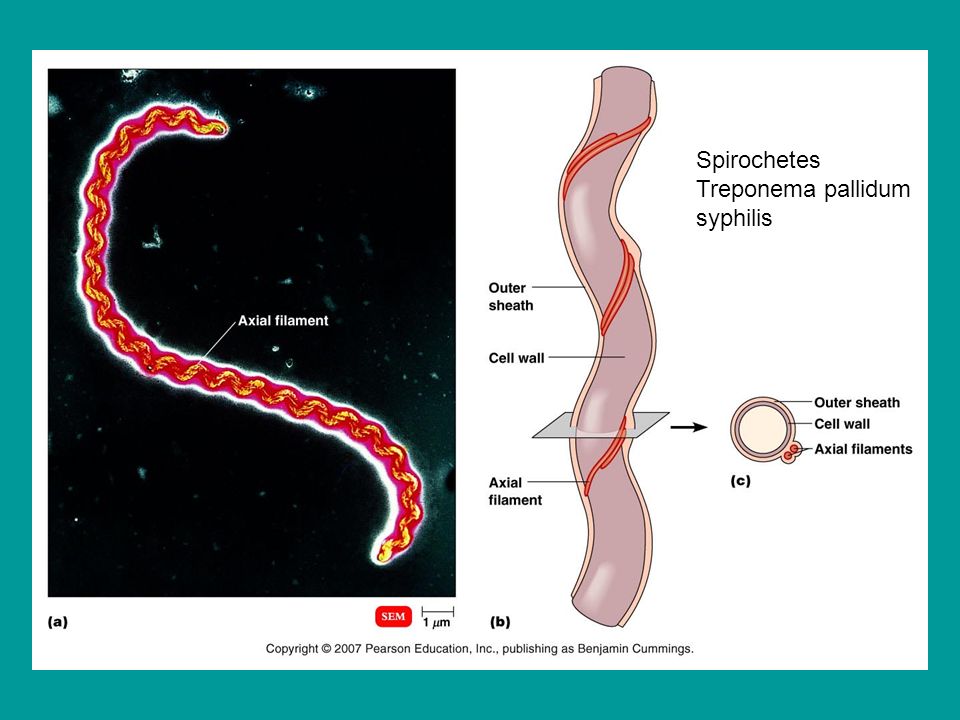 Spirochetes
Treponema pallidum
syphilis
Axial filament
(a)
SEM
1 μm
Outer
sheath
Cell wall
Axial
filament
(b)
Outer sheath
Cell wall
Axial filaments
(c)
Copyright © 2007 Pearson Education, Inc., publishing as Benjamin Cummings.